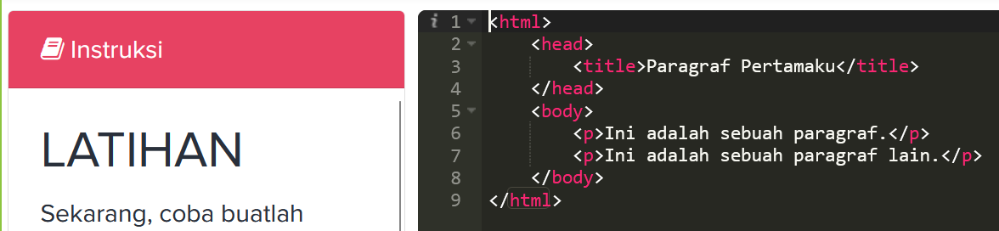 Instruksi
LATIHAN
Sekarang, coba buatlah
i 1 <html>
2 <head>
3 <title>Paragraf Pertamaku</title>
4 </head>
5 <body>
6 <p>Ini adalah sebuah paragraf.</p>
7 <p>Ini adalah sebuah paragraf lain.</p>
8 </body>
9 </html>